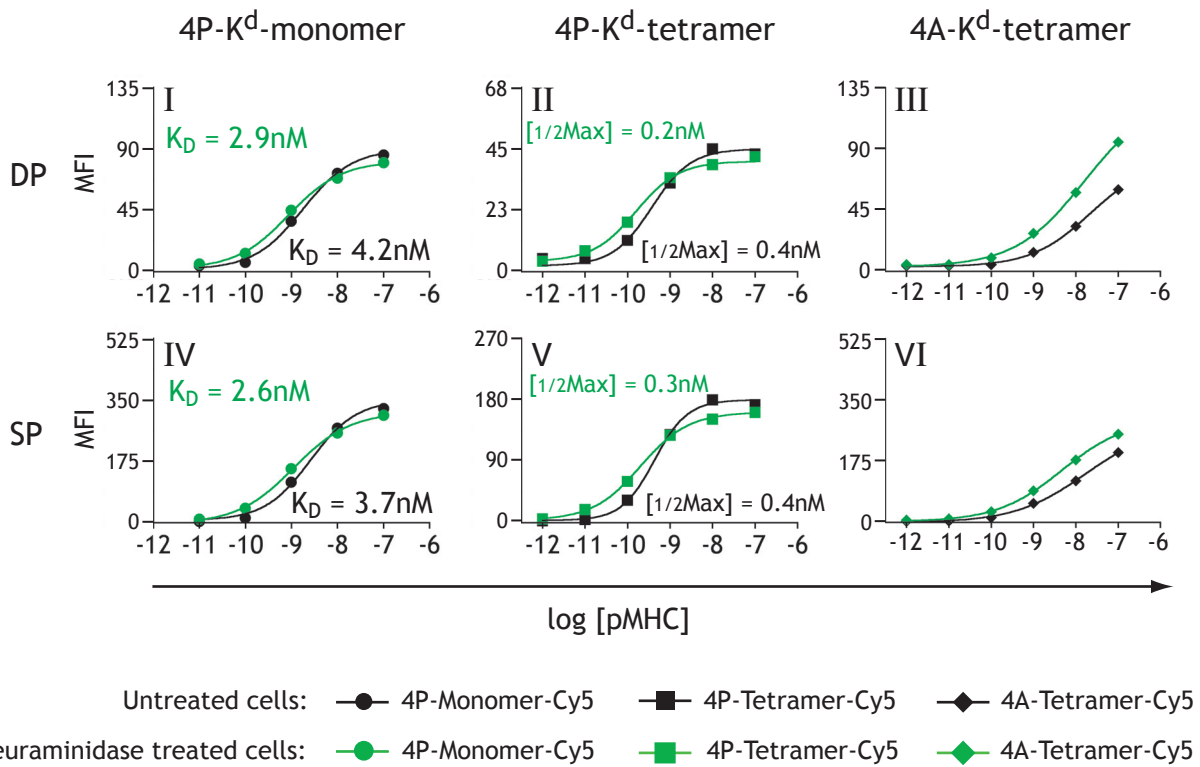 4P-Kd-monomer 4P-Kd-tetramer 4A-Kd-tetramer
DP
MFI
135
90
45
0
I
KD = 2.9nM
KD = 4.2nM
-12 -11 -10 -9 -8 -7 -6
68
45
23
0
II
[1/2Max] = 0.2nM
[1/2Max] = 0.4nM
-12 -11 -10 -9 -8 -7 -6
135
90
45
0
III
-12 -11 -10 -9 -8 -7 -6
SP
MFI
525
350
175
0
IV
KD = 2.6nM
KD = 3.7nM
-12 -11 -10 -9 -8 -7 -6
270
180
90
0
V
[1/2Max] = 0.3nM
[1/2Max] = 0.4nM
-12 -11 -10 -9 -8 -7 -6
525
350
175
0
VI
-12 -11 -10 -9 -8 -7 -6
log [pMHC]
Untreated cells: 4P-Monomer-Cy5 4P-Tetramer-Cy5 4A-Tetramer-Cy5
euraminidase treated cells: 4P-Monomer-Cy5 4P-Tetramer-Cy5 4A-Tetramer-Cy5